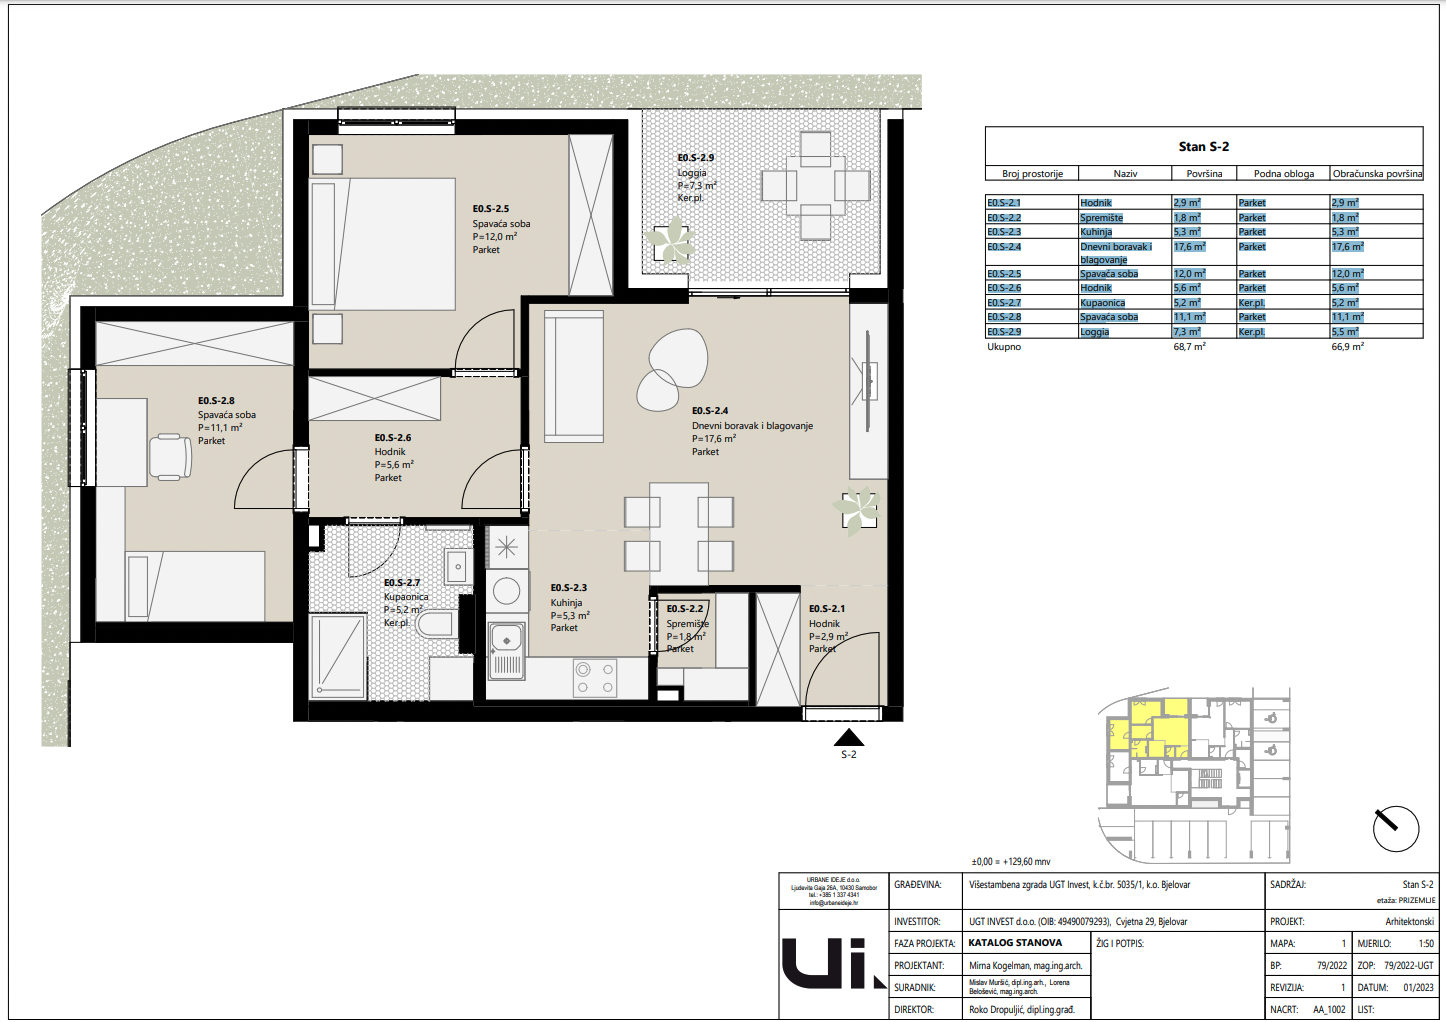 E0.S-2.9
Loggia
P=7,3 m²
Ker.pl.
E0.S-2.5
Spavaća soba
P=12,0 m²
Parket
E0.S-2.8
Spavaća soba
P=11,1 m²
Parket
E0.S-2.6
Hodnik
P=5,6 m²
Parket
E0.S-2.4
Dnevni boravak i blagovanje
P=17,6 m²
Parket
E0.S-2.7
Kupaonica
P=5,2 m²
Ker.pl.
E0.S-2.3
Kuhinja
P=5,3 m²
Parket
E0.S-2.2
Spremište
P=1,8 m²
Parket
E0.S-2.1
Hodnik
P=2,9 m²
Parket
S-2
Stan S-2
Broj prostorije Naziv Površina Podna obloga Obračunska površina
E0.S-2.1 Hodnik 2,9 m² Parket 2,9 m²
E0.S-2.2 Spremište 1,8 m² Parket 1,8 m²
E0.S-2.3 Kuhinja 5,3 m² Parket 5,3 m²
E0.S-2.4 Dnevni boravak i 17,6 m² Parket 17,6 m²
blagovanje
E0.S-2.5 Spavaća soba 12,0 m² Parket 12,0 m²
E0.S-2.6 Hodnik 5,6 m² Parket 5,6 m²
E0.S-2.7 Kupaonica 5,2 m² Ker.pl. 5,2 m²
E0.S-2.8 Spavaća soba 11,1 m² Parket 11,1 m²
E0.S-2.9 Loggia 7,3 m² Ker.pl. 5,5 m²
Ukupno 68,7 m² 66,9 m²
±0,00 = +129,60 mnv
URBANE IDEJE d.o.o.
Ljudevita Gaja 26A, 10430 Samobor
tel.: +385 1 337 4341
info@urbaneideje.hr
Ui.
GRAĐEVINA: Višestambena zgrada UGT Invest, k.č.br. 5035/1, k.o. Bjelovar
INVESTITOR: UGT INVEST d.o.o. (OIB: 49490079293), Cvjetna 29, Bjelovar
FAZA PROJEKTA: KATALOG STANOVA
PROJEKTANT: Mirna Kogelman, mag.ing.arch.
SURADNIK: Mislav Muršić, dipl.ing.arh., Lorena
Belošević, mag.ing.arch.
DIREKTOR: Roko Dropuljić, dipl.ing.građ.
ŽIG I POTPIS:
SADRŽAJ: Stan S-2
etaža: PRIZEMLJE
PROJEKT: Arhitektonski
MAPA: 1 MJERILO: 1:50
BP: 79/2022 ZOP: 79/2022-UGT
REVIZIJA: 1 DATUM: 01/2023
NACRT: AA_1002 LIST: